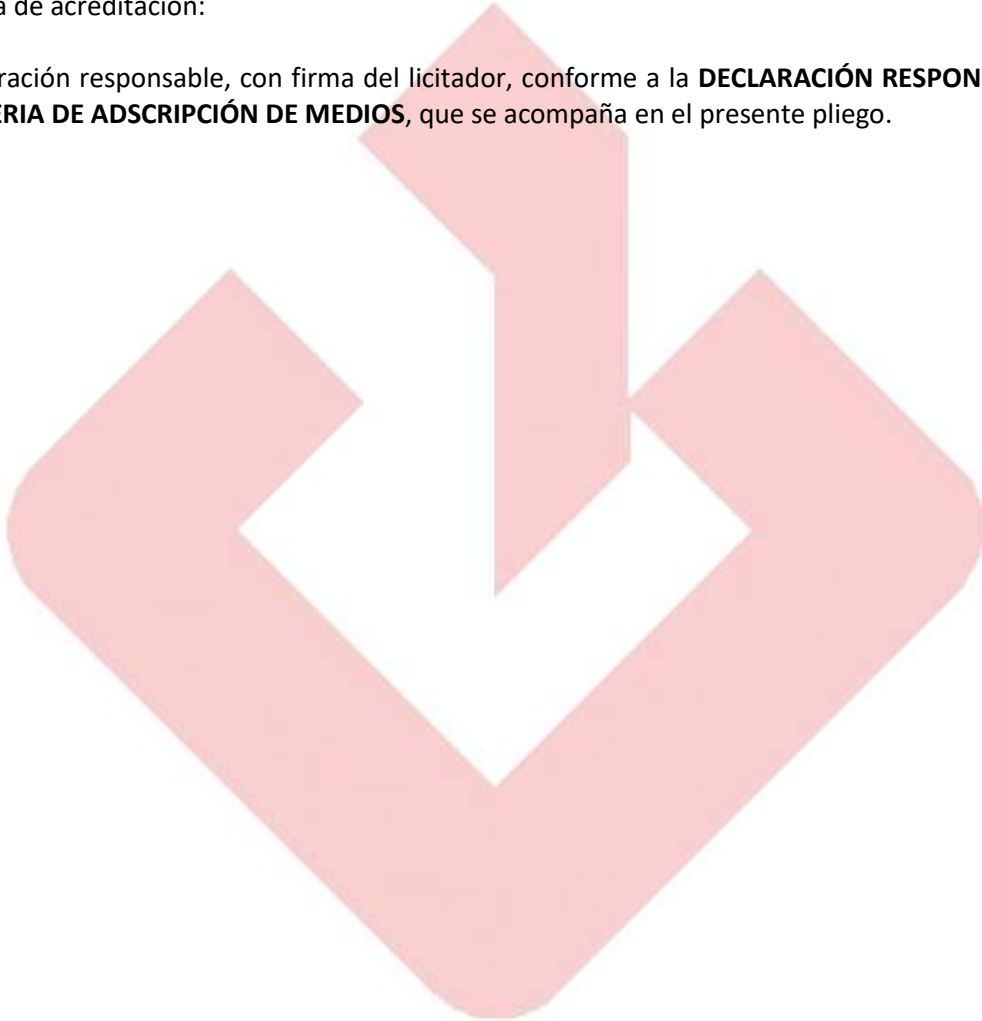 a de acreditación:
ración responsable, con firma del licitador, conforme a la DECLARACIÓN RESPON
ERIA DE ADSCRIPCIÓN DE MEDIOS, que se acompaña en el presente pliego.